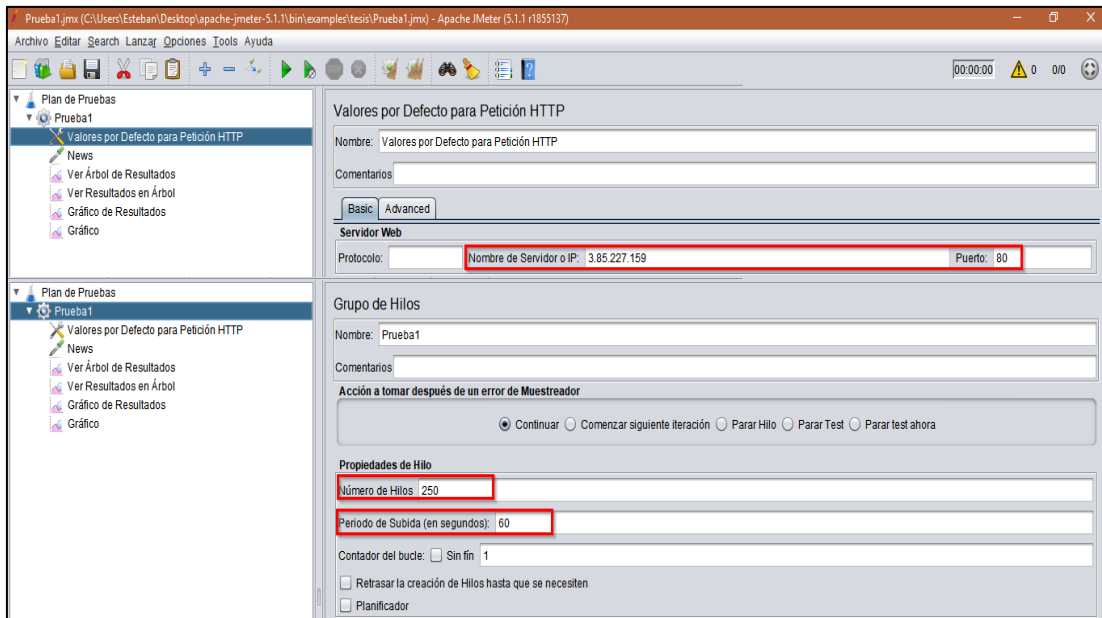 Prueba1.jmx (C:\Users\Esteban\Desktop\apache-jmeter-5.1.1\bin\examples\tesis\Prueba1.jmx) - Apache JMeter (5.1.1 r1855137)
Archivo Editar Search Lanzar Opciones Tools Ayuda
00:00:00 0 0/0
Plan de Pruebas
Prueba1
Valores por Defecto para Petición HTTP
News
Ver Árbol de Resultados
Ver Resultados en Árbol
Gráfico de Resultados
Gráfico
Valores por Defecto para Petición HTTP
Nombre: Valores por Defecto para Petición HTTP
Comentarios
Basic Advanced
Servidor Web
Protocolo: Nombre de Servidor o IP: 3.85.227.159 Puerto: 80
Plan de Pruebas
Prueba1
Valores por Defecto para Petición HTTP
News
Ver Árbol de Resultados
Ver Resultados en Árbol
Gráfico de Resultados
Gráfico
Grupo de Hilos
Nombre: Prueba1
Comentarios
Acción a tomar después de un error de Muestreador
Continuar Comenzar siguiente iteración Parar Hilo Parar Test Parar test ahora
Propiedades de Hilo
Número de Hilos 250
Periodo de Subida (en segundos): 60
Contador del bucle: Sin fin 1
Retrasar la creación de Hilos hasta que se necesiten
Planificador